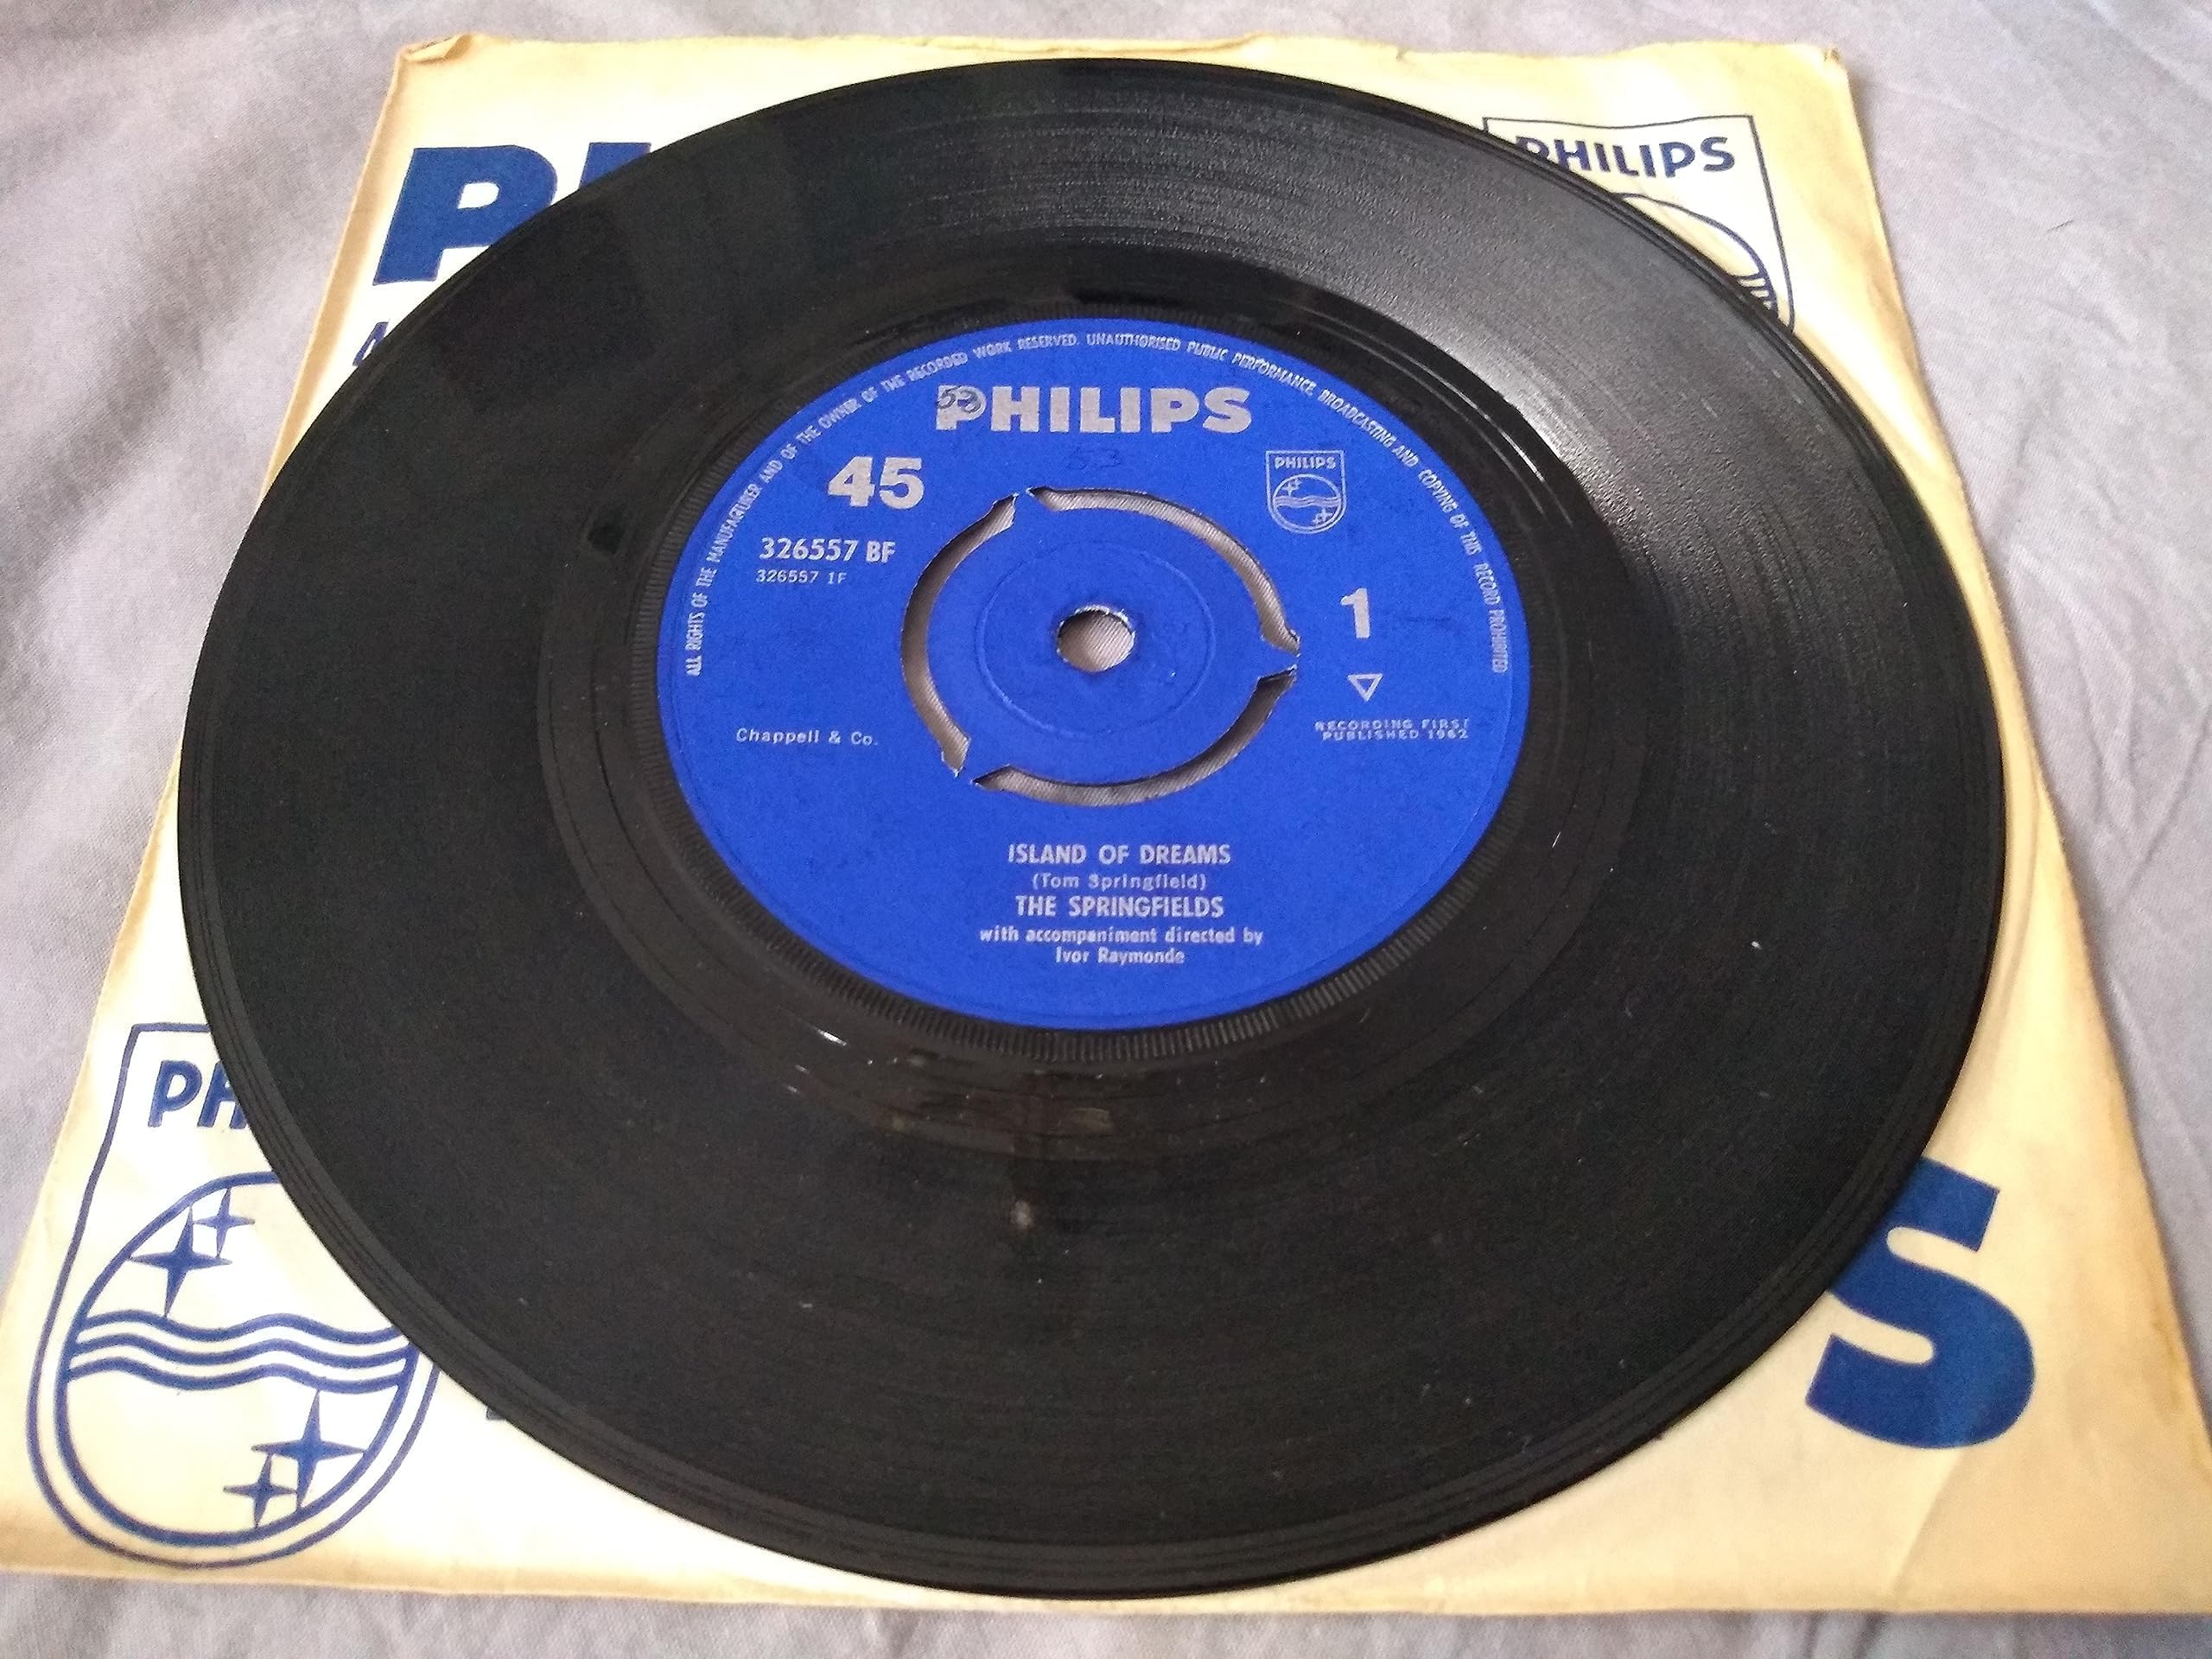 PHILIPS
ALL RIGHTS OF THE MANUFACTURER AND OF THE OWNER OF THE RECORDED WORK RESERVED. UNAUTHORISED PUBLIC PERFORMANCE, BROADCASTING AND COPYING OF THIS RECORD PROHIBITED
PHILIPS
53
53
45
PHILIPS
326557 BF
326557 1F
1
Chappell & Co.
RECORDING FIRST
PUBLISHED 1962
ISLAND OF DREAMS
(Tom Springfield)
THE SPRINGFIELDS
with accompaniment directed by
Ivor Raymonde
PH
S